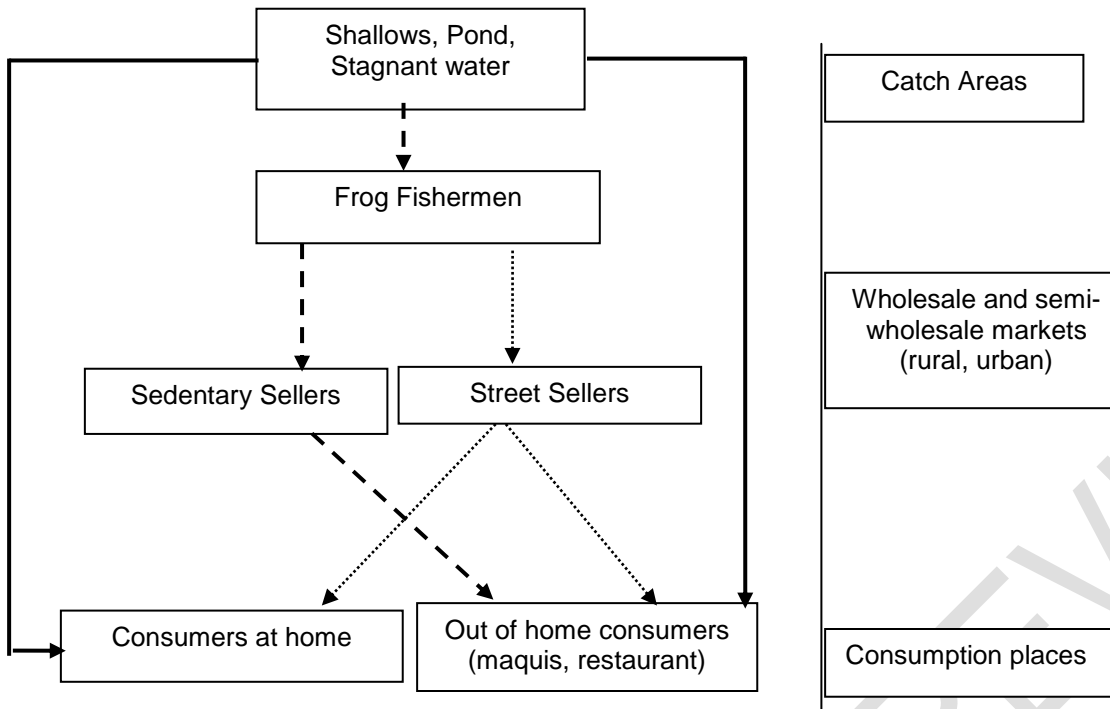 Shallows, Pond,
Stagnant water
Catch Areas
Frog Fishermen
Wholesale and semi-
wholesale markets
(rural, urban)
Sedentary Sellers
Street Sellers
Consumers at home
Out of home consumers
(maquis, restaurant)
Consumption places